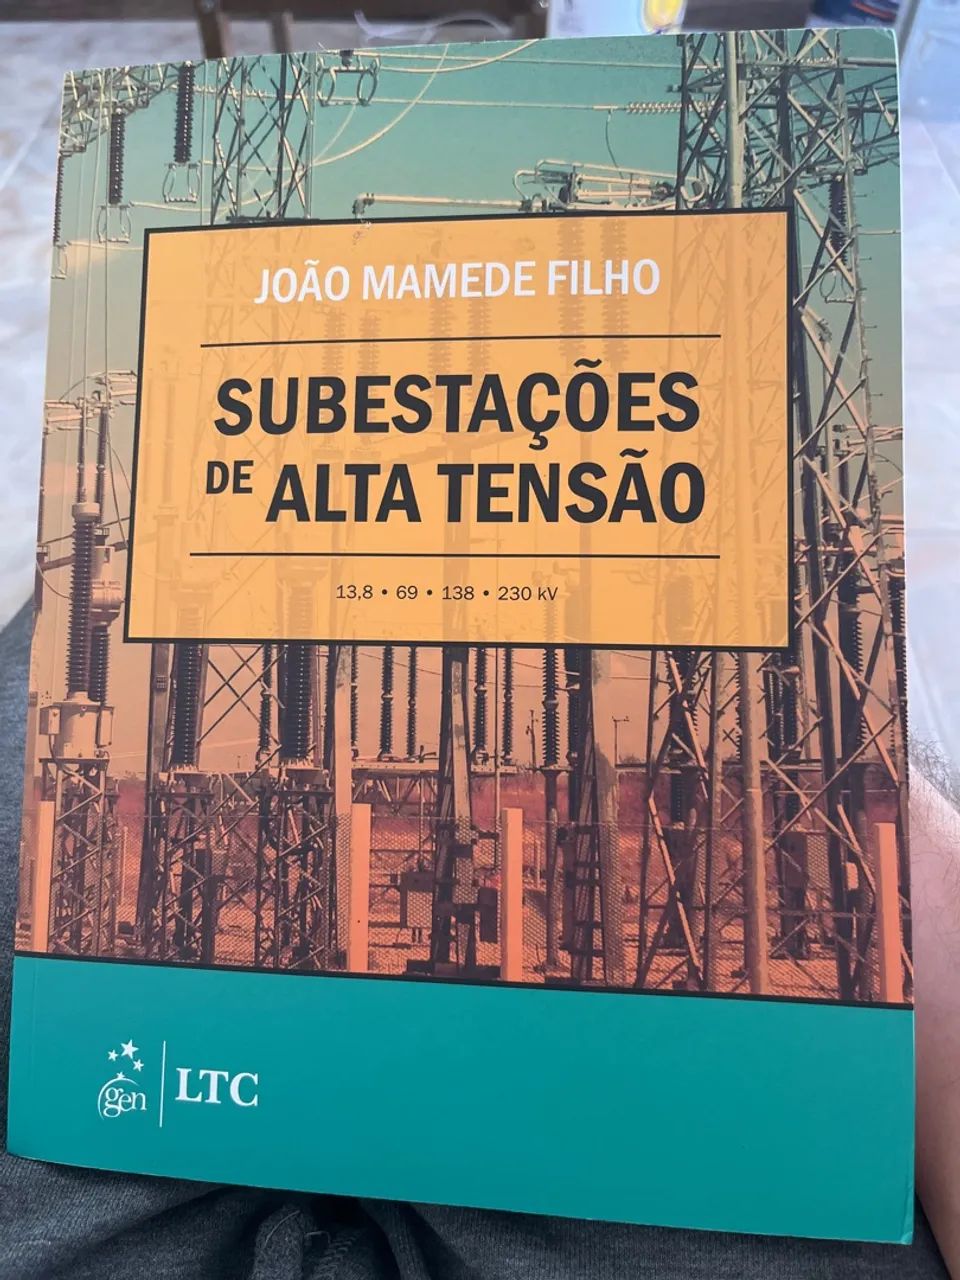 JOÃO MAMEDE FILHO
SUBESTAÇÕES
DE ALTA TENSÃO
13,8 • 69 • 138 • 230 kV
gen
LTC